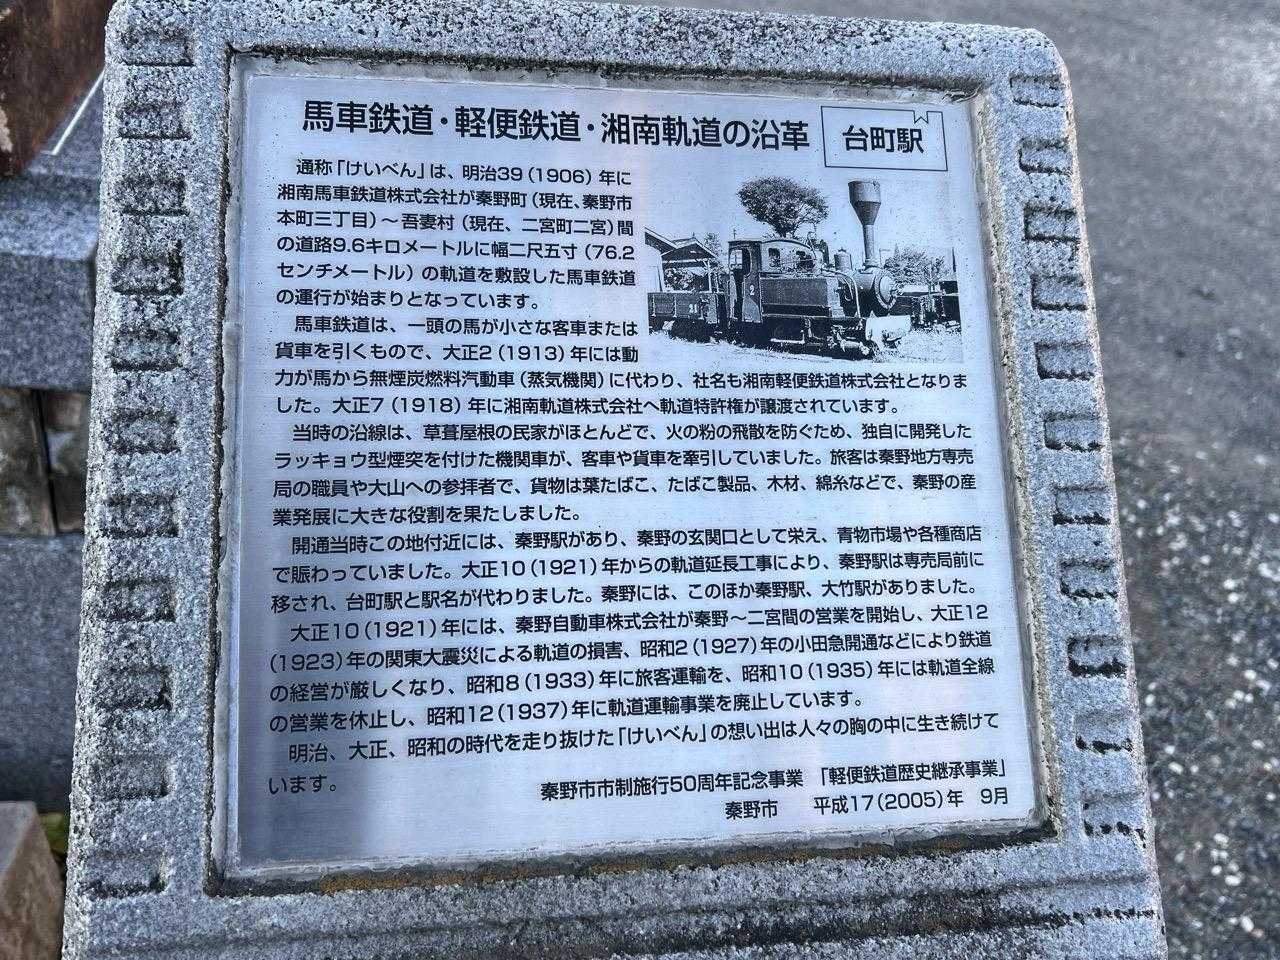 馬車鉄道・軽便鉄道・湘南軌道の沿革
台町駅
通称「けいべん」は、明治39(1906)年に
湘南馬車鉄道株式会社が秦野町(現在、秦野市
本町三丁目)〜吾妻村(現在、二宮町二宮)間
の道路9.6キロメートルに幅二尺五寸(76.2
センチメートル)の軌道を敷設した馬車鉄道
の運行が始まりとなっています。
馬車鉄道は、一頭の馬が小さな客車または
貨車を引くもので、大正2(1913)年には動
力が馬から無煙炭燃料汽動車(蒸気機関)に代わり、社名も湘南軽便鉄道株式会社となりま
した。大正7(1918)年に湘南軌道株式会社へ軌道特許権が譲渡されています。
当時の沿線は、草葺屋根の民家がほとんどで、火の粉の飛散を防ぐため、独自に開発した
ラッキョウ型煙突を付けた機関車が、客車や貨車を牽引していました。旅客は秦野地方専売
局の職員や大山への参拝者で、貨物は葉たばこ、たばこ製品、木材、綿糸などで、秦野の産
業発展に大きな役割を果たしました。
開通当時この地付近には、秦野駅があり、秦野の玄関口として栄え、青物市場や各種商店
で賑わっていました。大正10(1921)年からの軌道延長工事により、秦野駅は専売局前に
移され、台町駅と駅名が代わりました。秦野には、このほか秦野駅、大竹駅がありました。
大正10(1921)年には、秦野自動車株式会社が秦野〜二宮間の営業を開始し、大正12
(1923)年の関東大震災による軌道の損害、昭和2(1927)年の小田急開通などにより鉄道
の経営が厳しくなり、昭和8(1933)年に旅客運輸を、昭和10(1935)年には軌道全線
の営業を休止し、昭和12(1937)年に軌道運輸事業を廃止しています。
明治、大正、昭和の時代を走り抜けた「けいべん」の想い出は人々の胸の中に生き続けて
います。
秦野市市制施行50周年記念事業 「軽便鉄道歴史継承事業」
秦野市 平成17(2005)年 9月